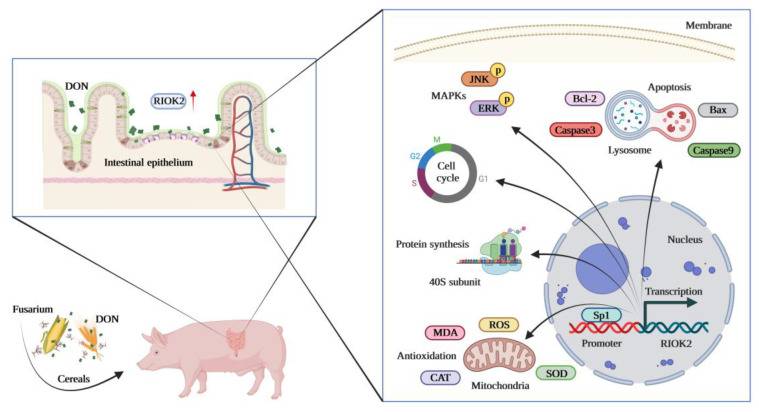 DON
RIOK2
Intestinal epithelium
Fusarium
DON
Cereals
Membrane
JNK
p
MAPKs
ERK
p
Apoptosis
Bcl-2
Bax
Caspase3
Lysosome
Caspase9
M
G2
Cell
cycle
S
G1
Protein synthesis
40S subunit
Nucleus
Transcription
Sp1
Promoter
RIOK2
MDA
ROS
Antioxidation
CAT
Mitochondria
SOD